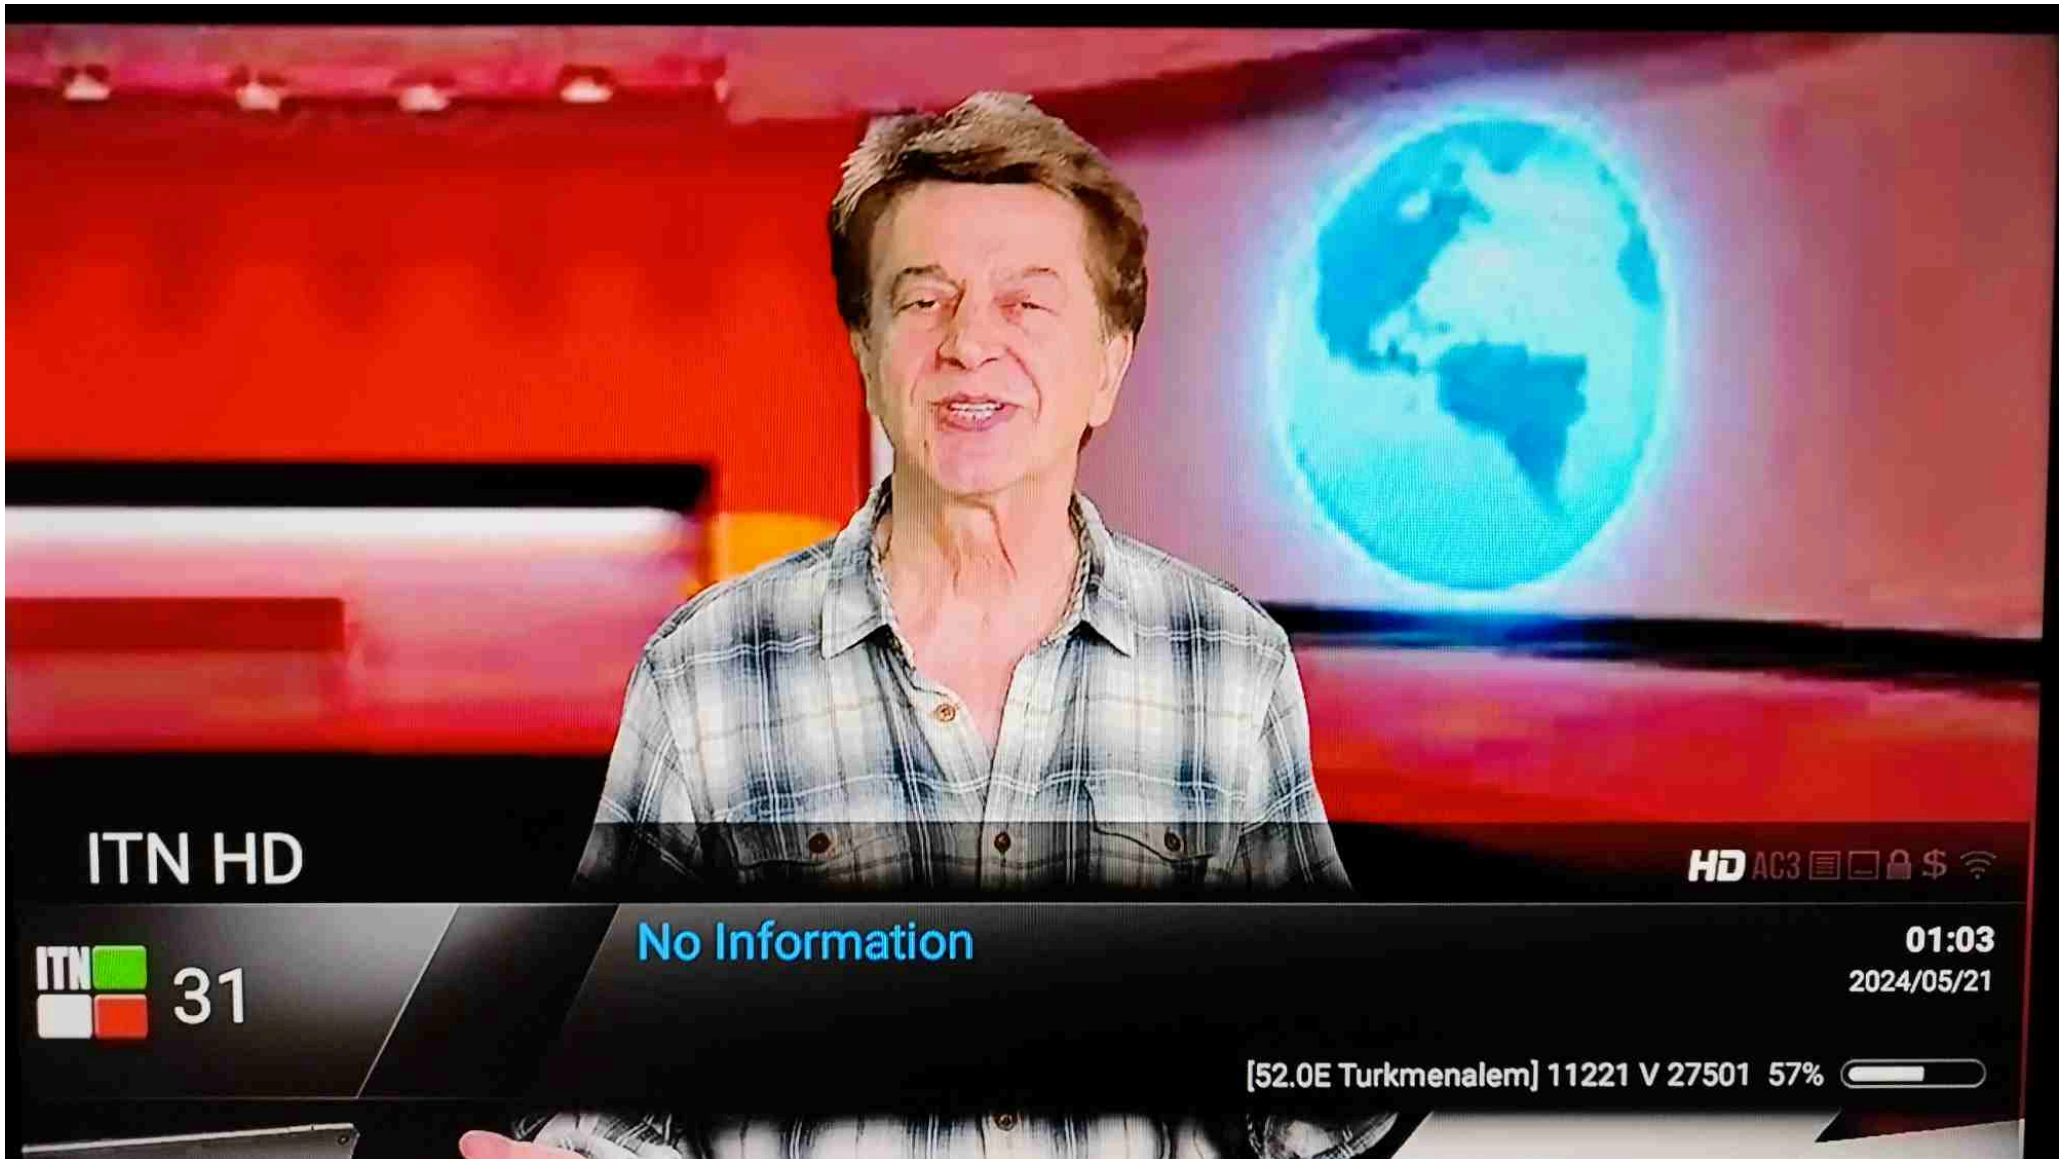 ITN HD
HD AC3 $
ITN
31
No Information
01:03
2024/05/21
[52.0E Turkmenalem] 11221 V 27501 57%